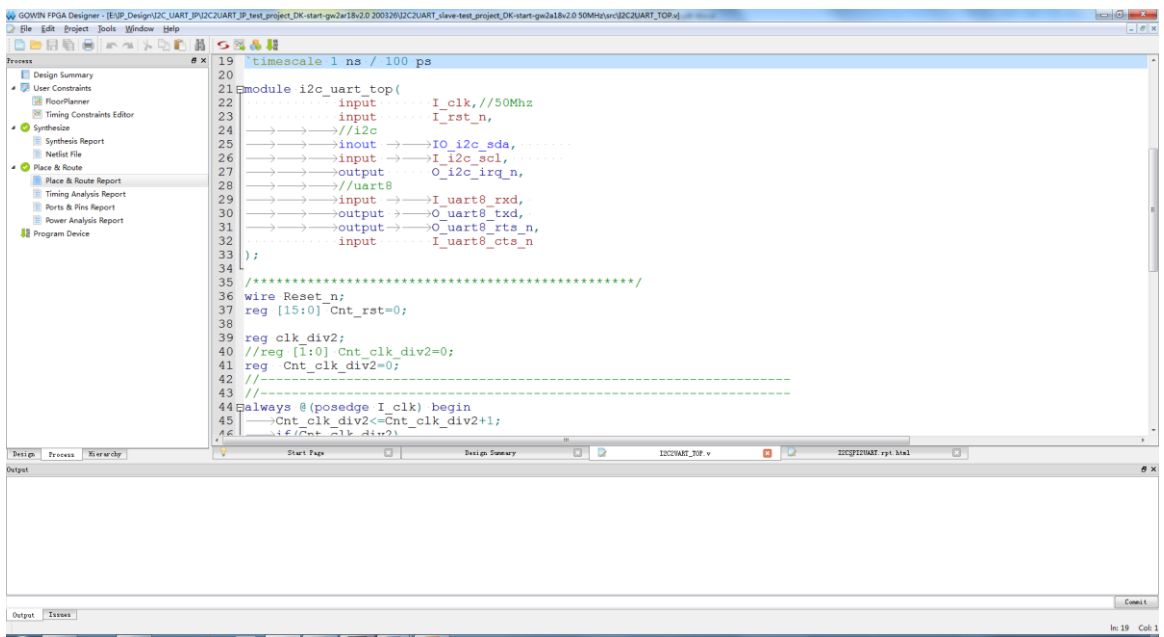 GOWIN FPGA Designer - [E:\IP_Design\I2C_UART_IP\I2C2UART_IP_test_project_DK-start-gw2ar18v2.0 200326\I2C2UART_slave-test_project_DK-start-gw2a18v2.0 50MHz\src\I2C2UART_TOP.v]
File Edit Project Tools Window Help
Process
Design Summary
User Constraints
FloorPlanner
Timing Constraints Editor
Synthesize
Synthesis Report
Netlist File
Place & Route
Place & Route Report
Timing Analysis Report
Ports & Pins Report
Power Analysis Report
Program Device
Design Process Hierarchy
19 `timescale 1 ns / 100 ps
20
21 module i2c_uart_top(
22 input I_clk,//50Mhz
23 input I_rst_n,
24 //i2c
25 inout IO_i2c_sda,
26 input I_i2c_scl,
27 output O_i2c_irq_n,
28 //uart8
29 input I_uart8_rxd,
30 output O_uart8_txd,
31 output O_uart8_rts_n,
32 input I_uart8_cts_n
33 );
34
35 /*************************************************/
36 wire Reset_n;
37 reg [15:0] Cnt_rst=0;
38
39 reg clk_div2;
40 //reg [1:0] Cnt_clk_div2=0;
41 reg Cnt_clk_div2=0;
42 //--------------------------------------------------------------------
43 //--------------------------------------------------------------------
44 always @(posedge I_clk) begin
45 Cnt_clk_div2<=Cnt_clk_div2+1;
46 if(Cnt_clk_div2)
Start Page Design Summary I2C2UART_TOP.v I2CSPI2UART.rpt.html
Output
Commit
Output Issues
In: 19 Col: 1